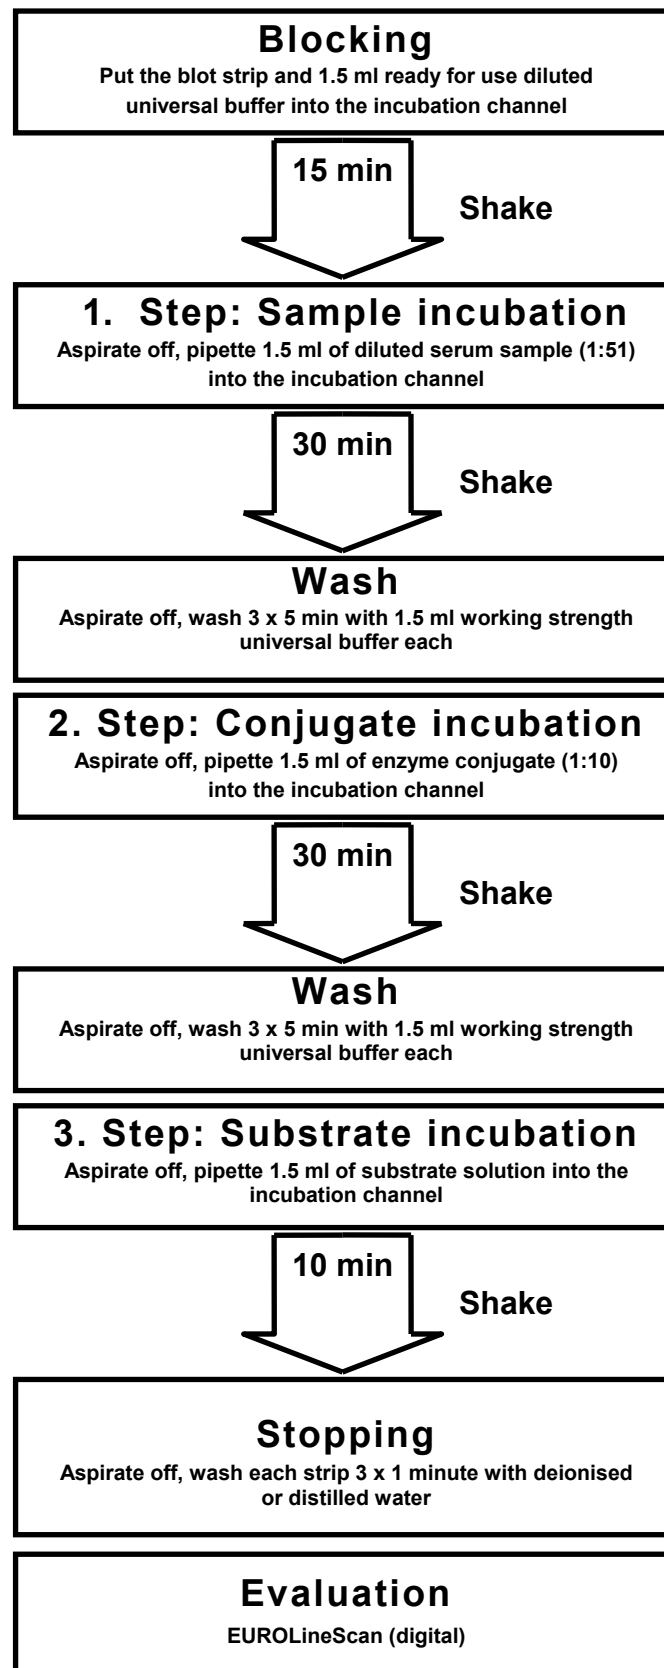 Blocking
Put the blot strip and 1.5 ml ready for use diluted
universal buffer into the incubation channel
15 min
Shake
1. Step: Sample incubation
Aspirate off, pipette 1.5 ml of diluted serum sample (1:51)
into the incubation channel
30 min
Shake
Wash
Aspirate off, wash 3 x 5 min with 1.5 ml working strength
universal buffer each
2. Step: Conjugate incubation
Aspirate off, pipette 1.5 ml of enzyme conjugate (1:10)
into the incubation channel
30 min
Shake
Wash
Aspirate off, wash 3 x 5 min with 1.5 ml working strength
universal buffer each
3. Step: Substrate incubation
Aspirate off, pipette 1.5 ml of substrate solution into the
incubation channel
10 min
Shake
Stopping
Aspirate off, wash each strip 3 x 1 minute with deionised
or distilled water
Evaluation
EUROLineScan (digital)